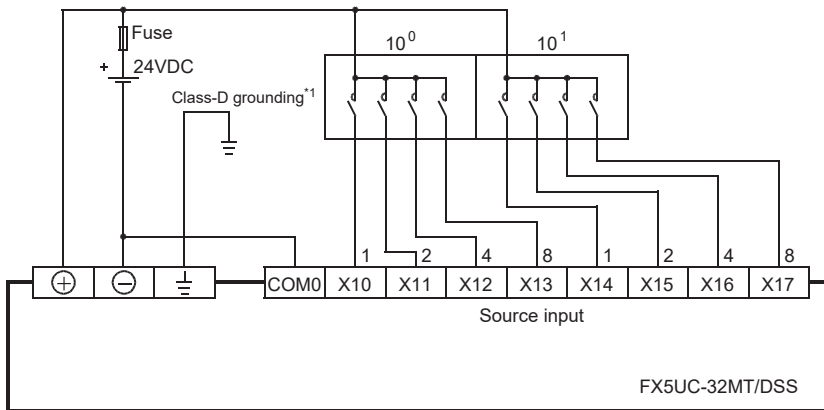 Fuse
+
24VDC
Class-D grounding*1
10⁰
10¹
1 2 4 8 1 2 4 8
+ −
COM0 X10 X11 X12 X13 X14 X15 X16 X17
Source input
FX5UC-32MT/DSS